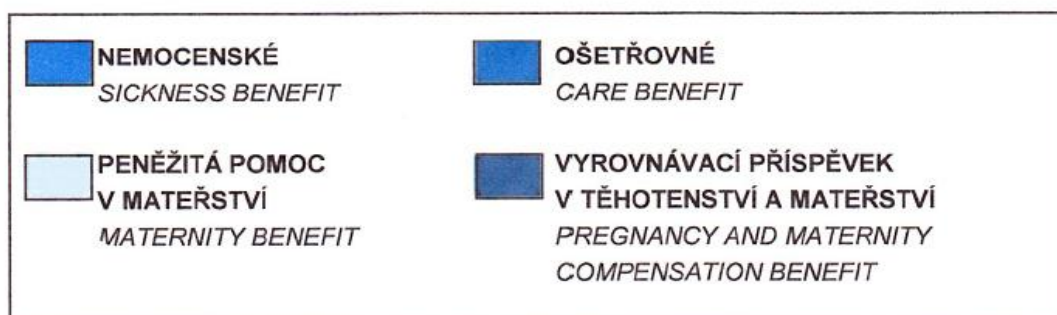 NEMOCENSKÉ
SICKNESS BENEFIT
OŠETŘOVNÉ
CARE BENEFIT
PENĚŽITÁ POMOC
V MATEŘSTVÍ
MATERNITY BENEFIT
VYROVNÁVACÍ PŘÍSPĚVEK
V TĚHOTENSTVÍ A MATEŘSTVÍ
PREGNANCY AND MATERNITY
COMPENSATION BENEFIT